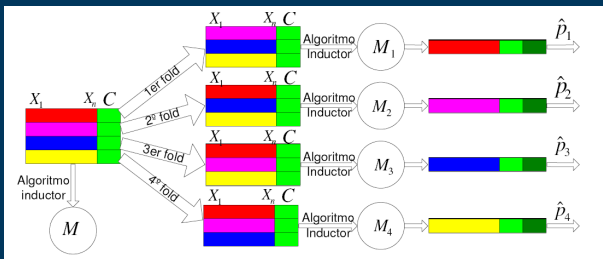 X₁ Xₙ C
Algoritmo
Inductor
M₁
p̂₁
1er fold
X₁ Xₙ C
Algoritmo
Inductor
M₂
p̂₂
2º fold
X₁ Xₙ C
3er fold
X₁ Xₙ C
Algoritmo
Inductor
M₃
p̂₃
4º fold
Algoritmo
inductor
M
X₁ Xₙ C
Algoritmo
Inductor
M₄
p̂₄